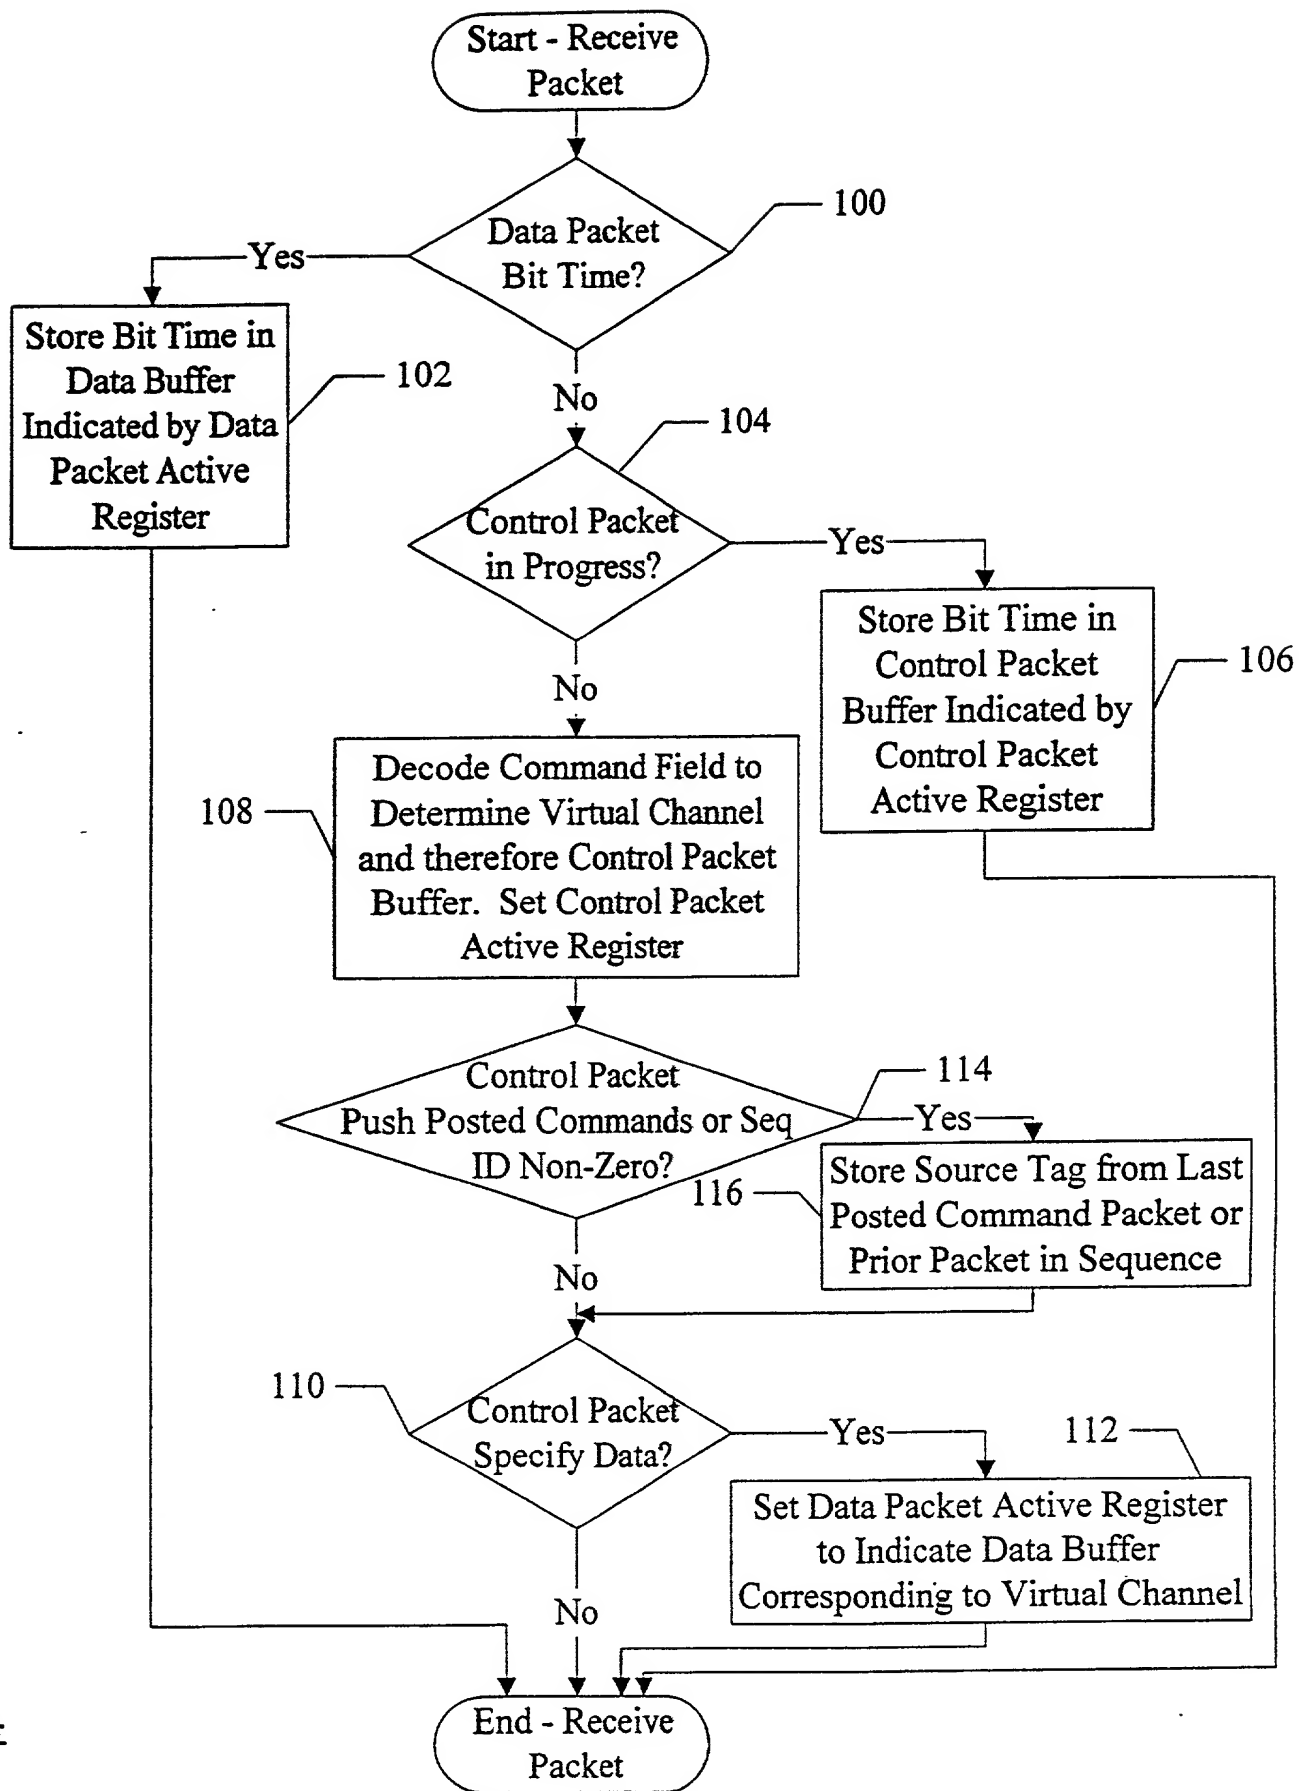 Start - Receive
Packet
100
Data Packet
Bit Time?
Yes
Store Bit Time in
Data Buffer
Indicated by Data
Packet Active
Register
102
No
104
Control Packet
in Progress?
Yes
Store Bit Time in
Control Packet
Buffer Indicated by
Control Packet
Active Register
106
No
108
Decode Command Field to
Determine Virtual Channel
and therefore Control Packet
Buffer. Set Control Packet
Active Register
114
Control Packet
Push Posted Commands or Seq
ID Non-Zero?
Yes
116
Store Source Tag from Last
Posted Command Packet or
Prior Packet in Sequence
No
110
Control Packet
Specify Data?
Yes
112
Set Data Packet Active Register
to Indicate Data Buffer
Corresponding to Virtual Channel
No
End - Receive
Packet